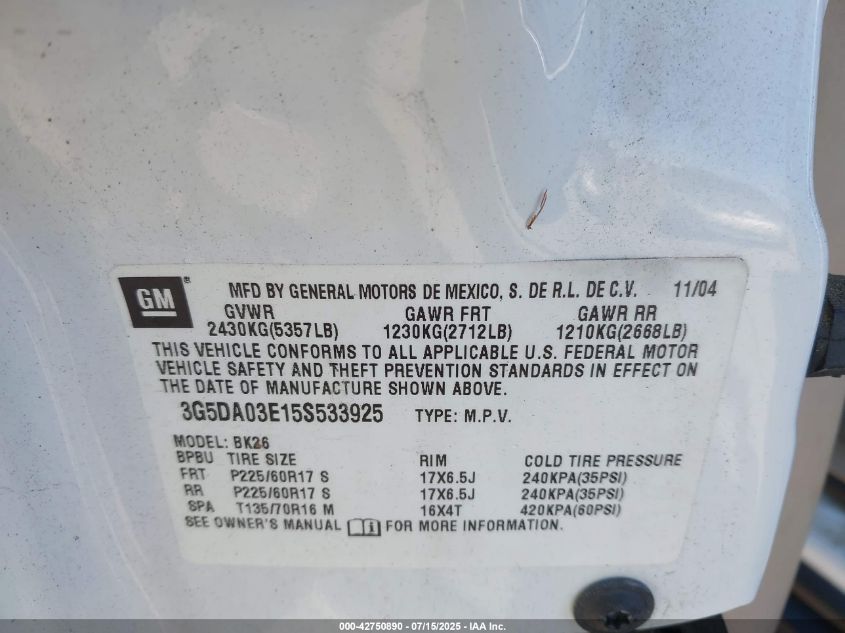 GM ®
MFD BY GENERAL MOTORS DE MEXICO, S. DE R.L. DE C.V. 11/04
GVWR GAWR FRT GAWR RR
2430KG(5357LB) 1230KG(2712LB) 1210KG(2668LB)
THIS VEHICLE CONFORMS TO ALL APPLICABLE U.S. FEDERAL MOTOR
VEHICLE SAFETY AND THEFT PREVENTION STANDARDS IN EFFECT ON
THE DATE OF MANUFACTURE SHOWN ABOVE.
3G5DA03E15S533925 TYPE: M.P.V.
MODEL: BK26
BPBU TIRE SIZE RIM COLD TIRE PRESSURE
FRT P225/60R17 S 17X6.5J 240KPA(35PSI)
RR P225/60R17 S 17X6.5J 240KPA(35PSI)
SPA T135/70R16 M 16X4T 420KPA(60PSI)
SEE OWNER'S MANUAL FOR MORE INFORMATION.
000-42750890 - 07/15/2025 - IAA Inc.